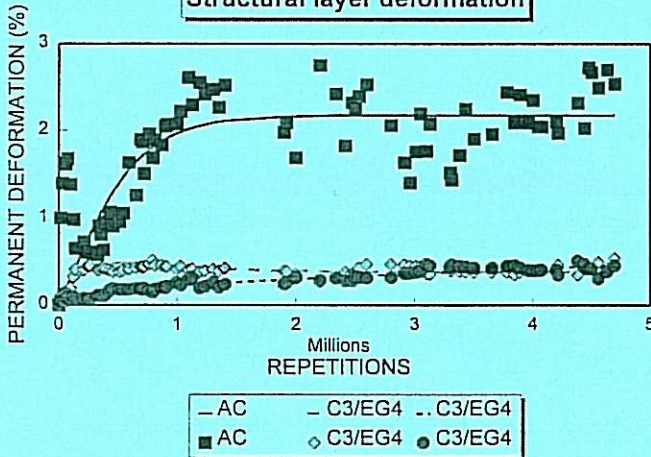 Structural layer deformation
PERMANENT DEFORMATION (%)
3
2
1
0
0 1 2 3 4 5
Millions
REPETITIONS
AC C3/EG4 C3/EG4
AC C3/EG4 C3/EG4